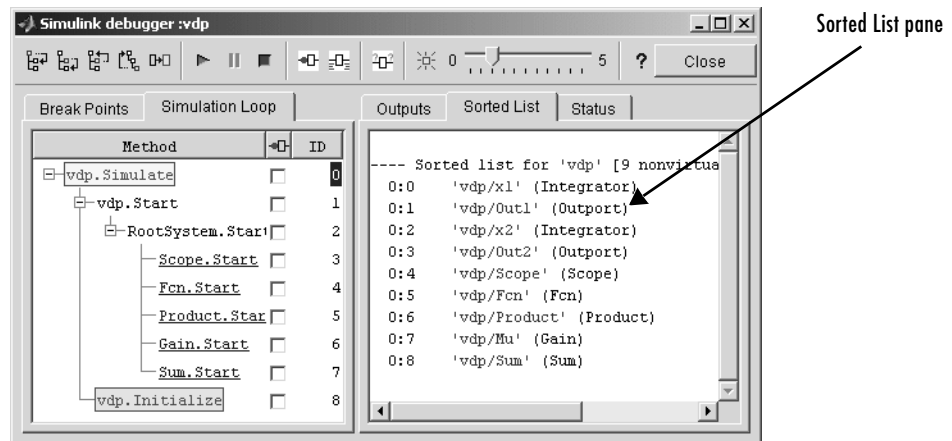 Simulink debugger :vdp
Sorted List pane
0 5 ? Close
Break Points Simulation Loop
Outputs Sorted List Status
Method ID
vdp.Simulate 0
vdp.Start 1
RootSystem.Start 2
Scope.Start 3
Fcn.Start 4
Product.Star 5
Gain.Start 6
Sum.Start 7
vdp.Initialize 8
---- Sorted list for 'vdp' [9 nonvirtua
0:0 'vdp/x1' (Integrator)
0:1 'vdp/Out1' (Outport)
0:2 'vdp/x2' (Integrator)
0:3 'vdp/Out2' (Outport)
0:4 'vdp/Scope' (Scope)
0:5 'vdp/Fcn' (Fcn)
0:6 'vdp/Product' (Product)
0:7 'vdp/Mu' (Gain)
0:8 'vdp/Sum' (Sum)